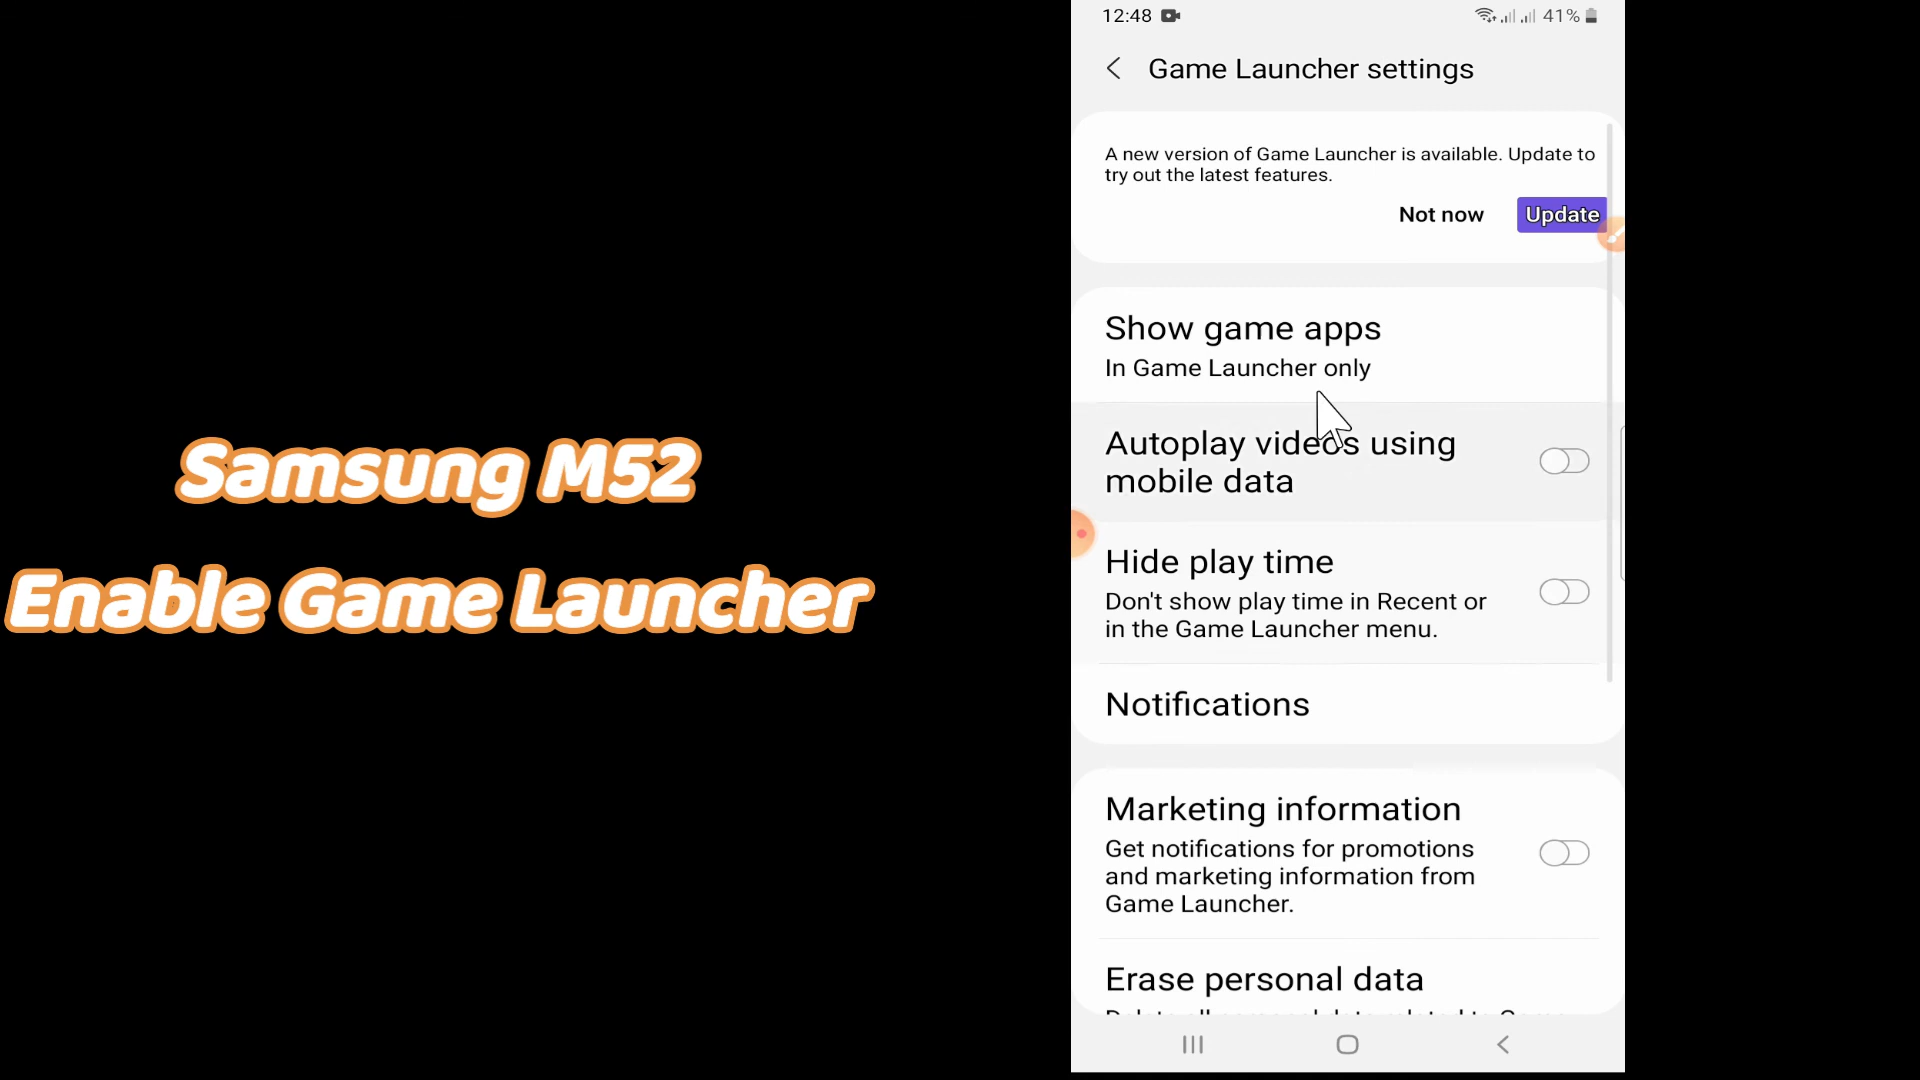 Samsung M52
Enable Game Launcher
12:48
41%
Game Launcher settings
A new version of Game Launcher is available. Update to
try out the latest features.
Not now
Update
Show game apps
In Game Launcher only
Autoplay videos using
mobile data
Hide play time
Don't show play time in Recent or
in the Game Launcher menu.
Notifications
Marketing information
Get notifications for promotions
and marketing information from
Game Launcher.
Erase personal data